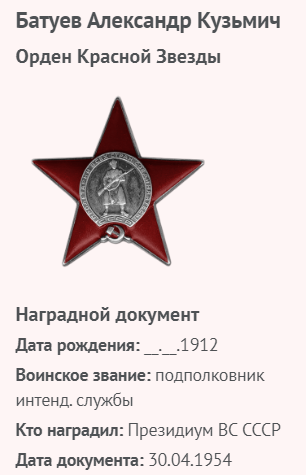 Батуев Александр Кузьмич
Орден Красной Звезды
Наградной документ
Дата рождения: __.__.1912
Воинское звание: подполковник
интенд. службы
Кто наградил: Президиум ВС СССР
Дата документа: 30.04.1954